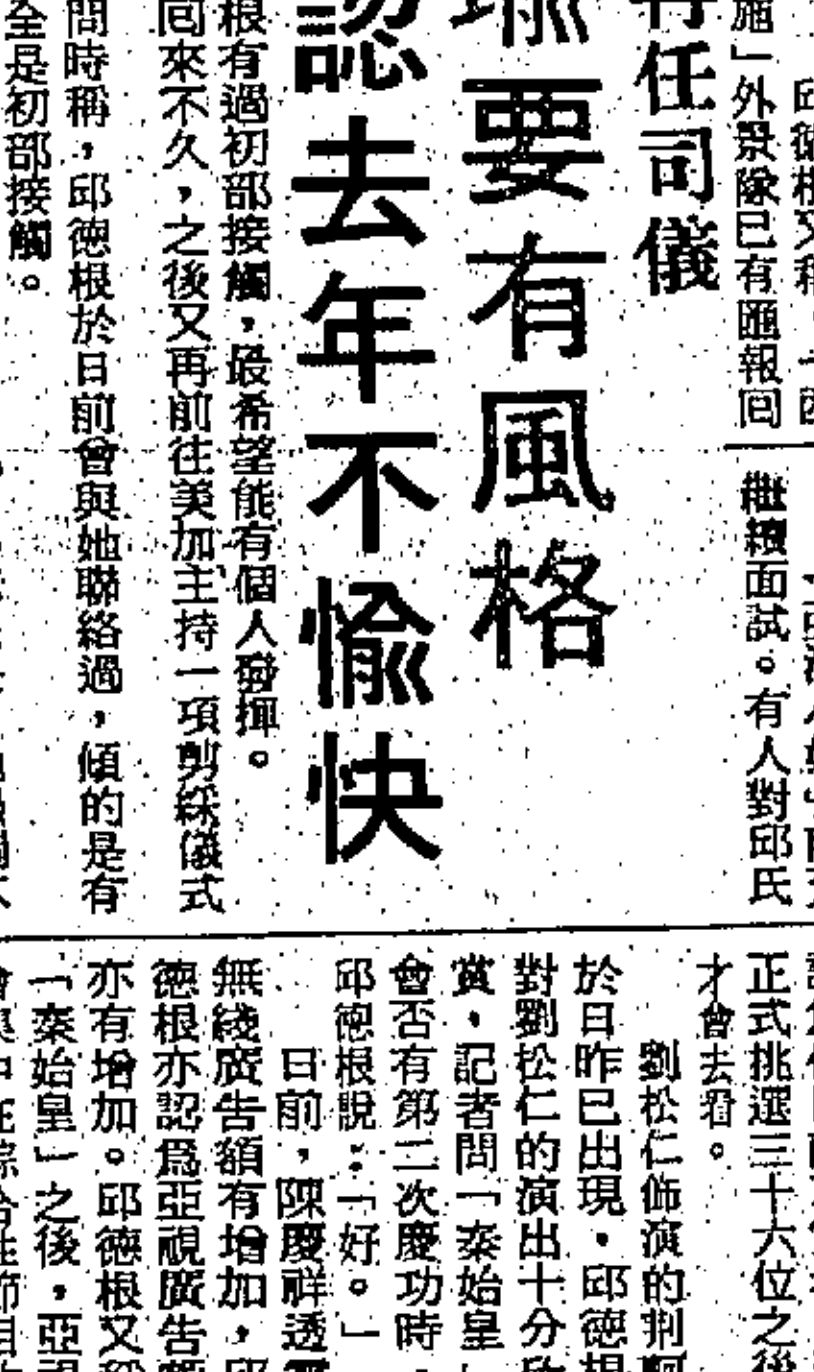 施」外景隊已有匯報回
有任司儀
要有風格
認去年不愉快
根有過初部接觸，最希望能有個人發揮。
回來不久，之後又再前往美加主持一項剪綵儀式
問時稱，邱德根於日前曾與她聯絡過，傾的是有
全是初部接觸。
繼續面試。有人對邱氏
正式挑選三十六位之後
才會去看。
劉松仁飾演的荆軻
於日昨已出現，邱德根
對劉松仁的演出十分欣
賞，記者問「秦始皇」
會否有第二次慶功時，
邱德根說：「好。」
日前，陳慶祥透露
無綫廣告額有增加，邱
德根亦認爲亞視廣告額
亦有增加。邱德根又稱
「秦始皇」之後，亞視